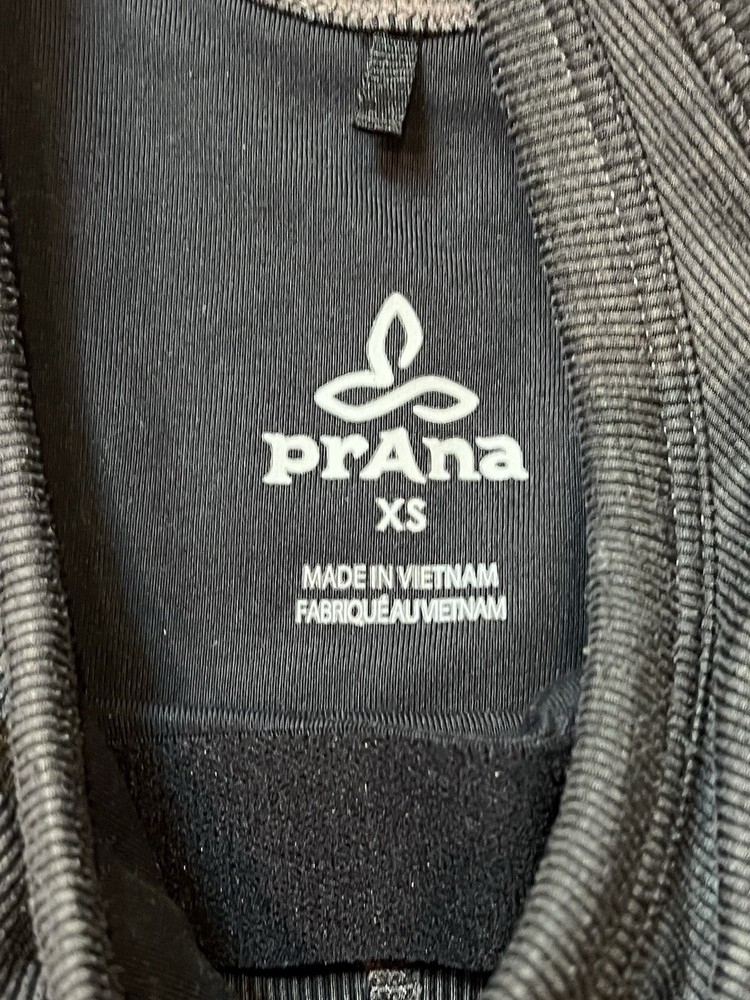 prAna
XS
MADE IN VIETNAM
FABRIQUÉ AU VIETNAM